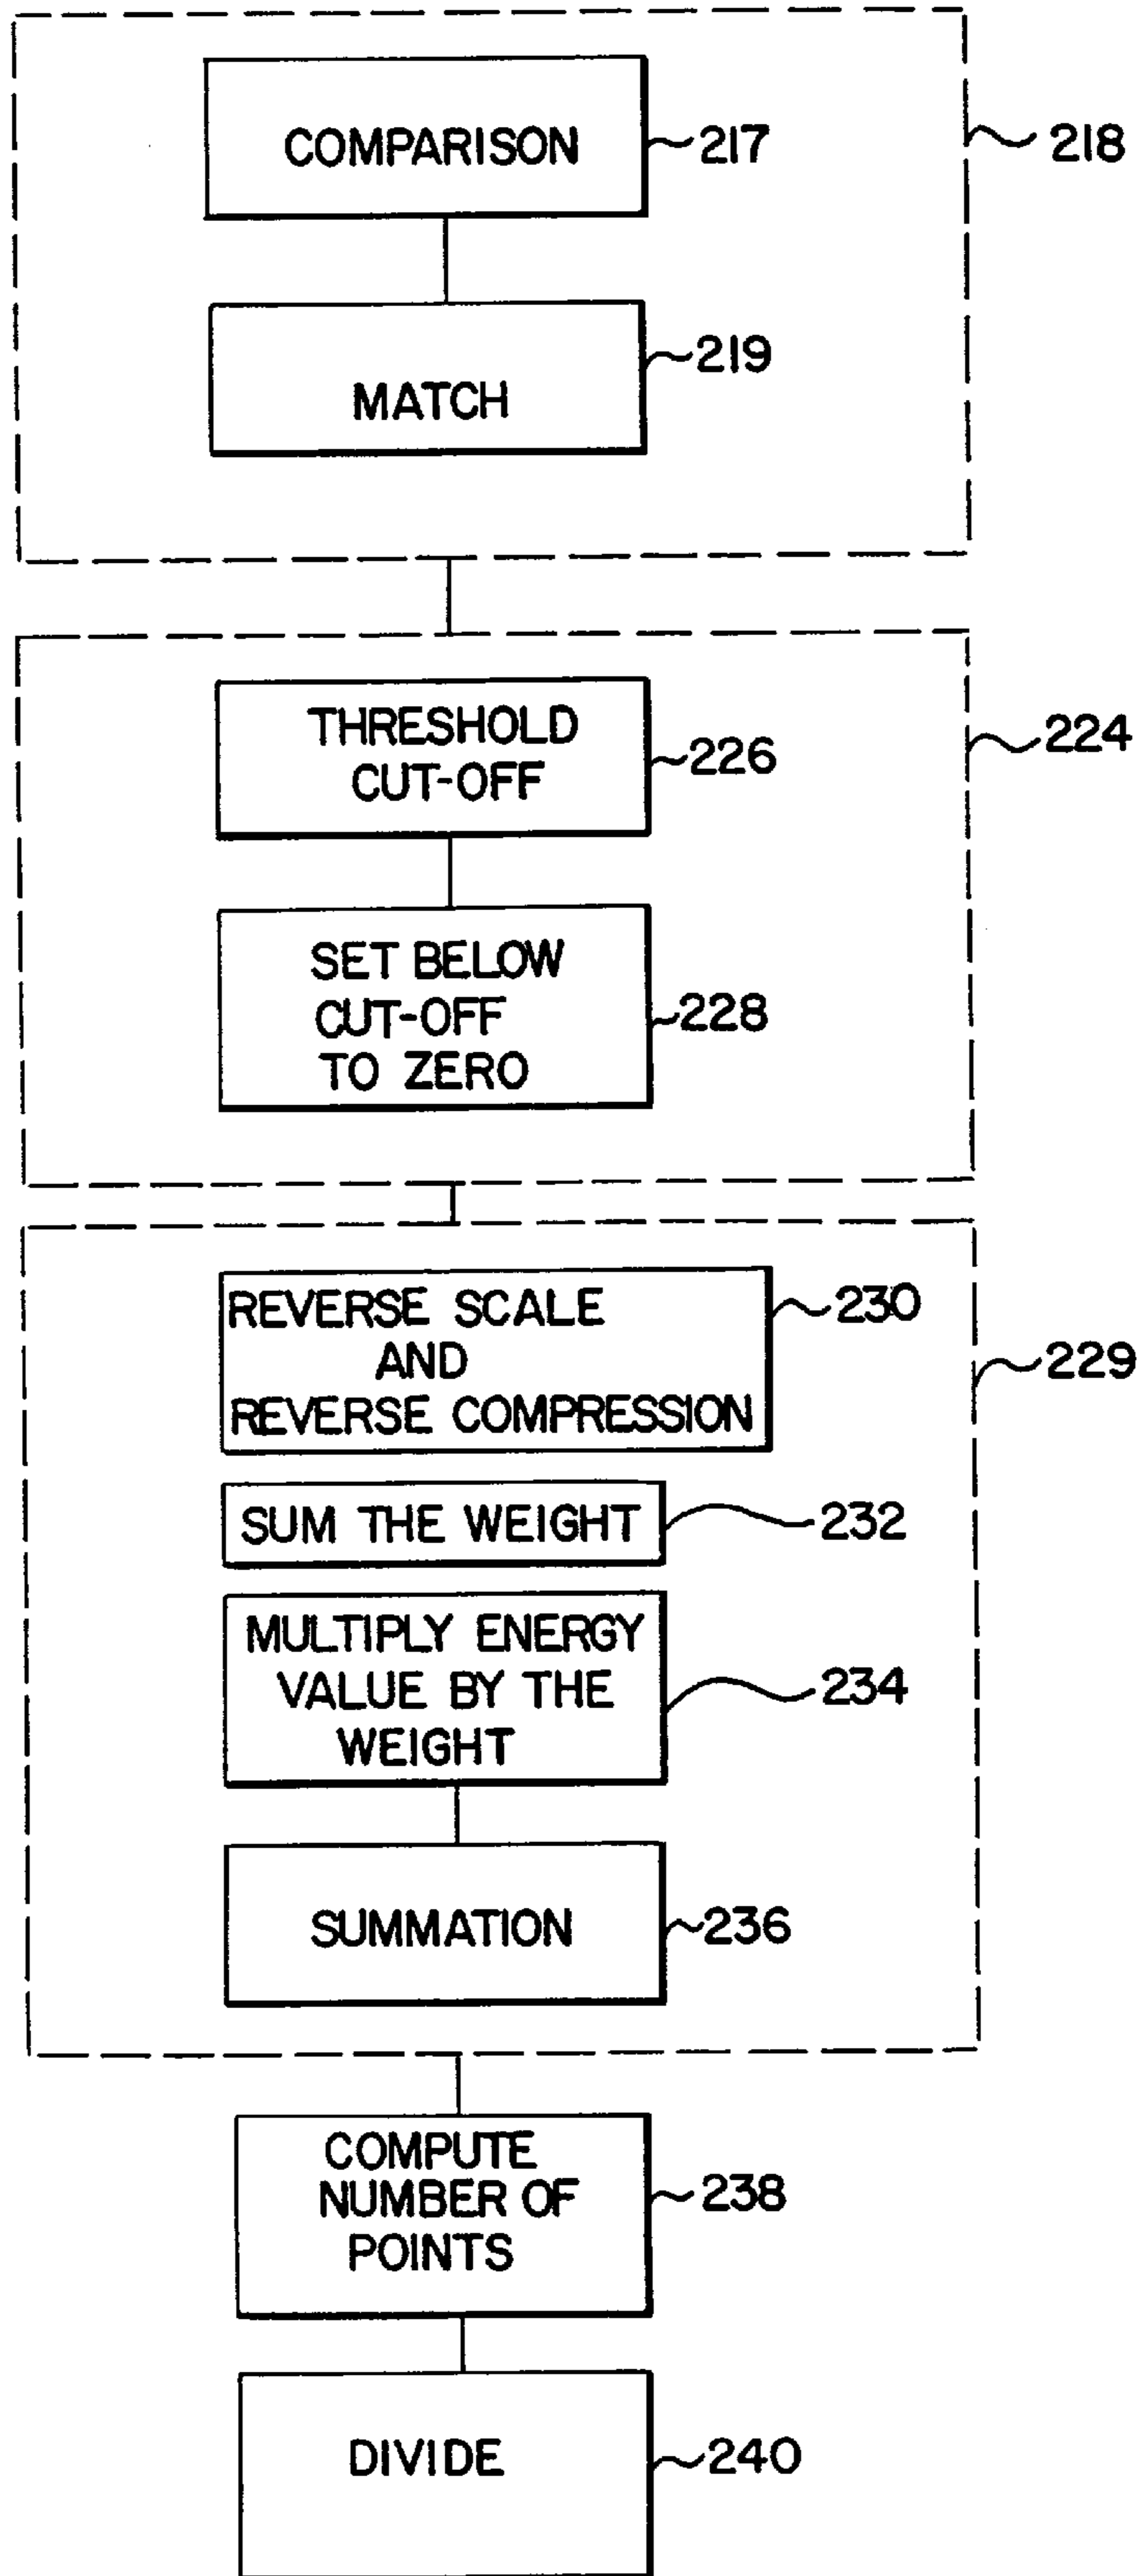 COMPARISON
217
218
MATCH
219
THRESHOLD
CUT-OFF
226
224
SET BELOW
CUT-OFF
TO ZERO
228
REVERSE SCALE
AND
REVERSE COMPRESSION
230
229
SUM THE WEIGHT
232
MULTIPLY ENERGY
VALUE BY THE
WEIGHT
234
SUMMATION
236
COMPUTE
NUMBER OF
POINTS
238
DIVIDE
240